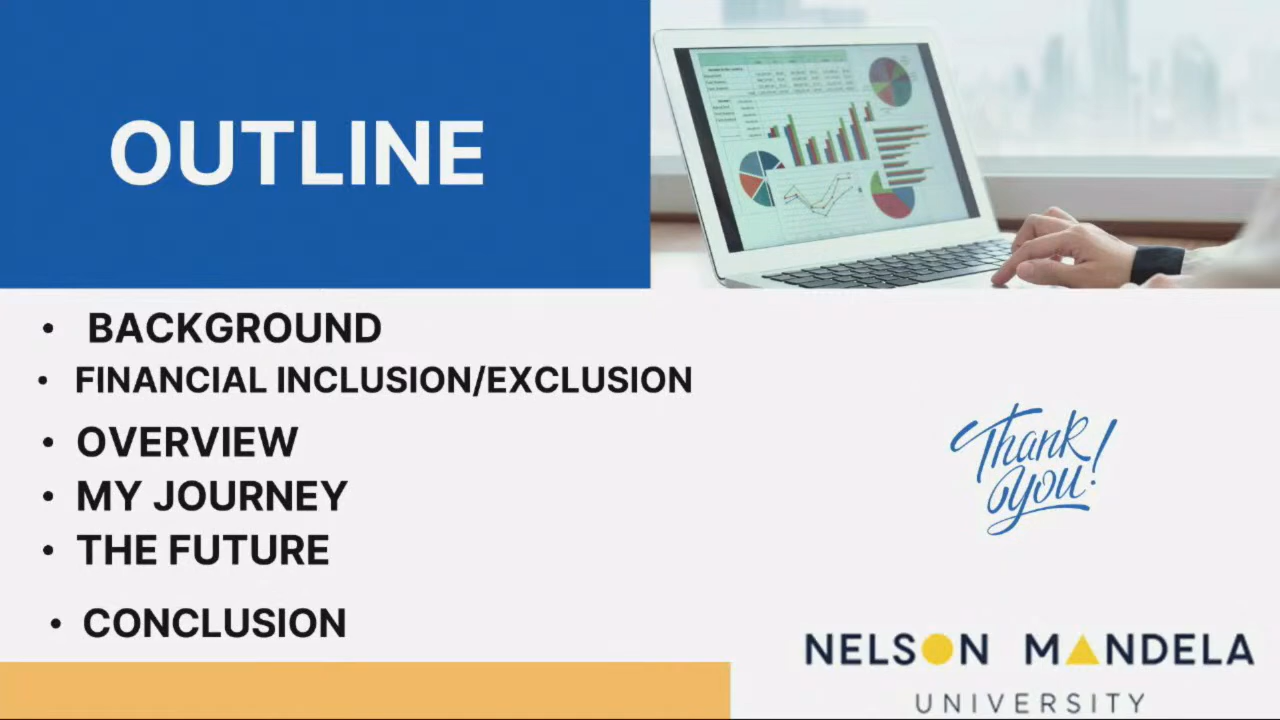 OUTLINE
• BACKGROUND
• FINANCIAL INCLUSION/EXCLUSION
• OVERVIEW
• MY JOURNEY
• THE FUTURE
• CONCLUSION
Thank
you!
NELSON MANDELA
UNIVERSITY